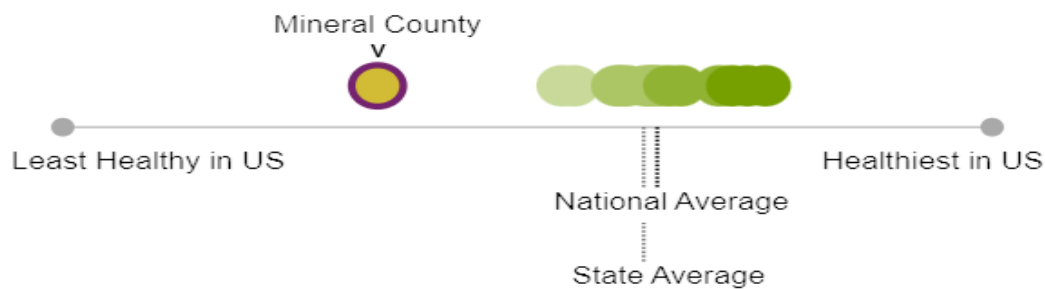 Mineral County
v
Least Healthy in US
Healthiest in US
National Average
State Average